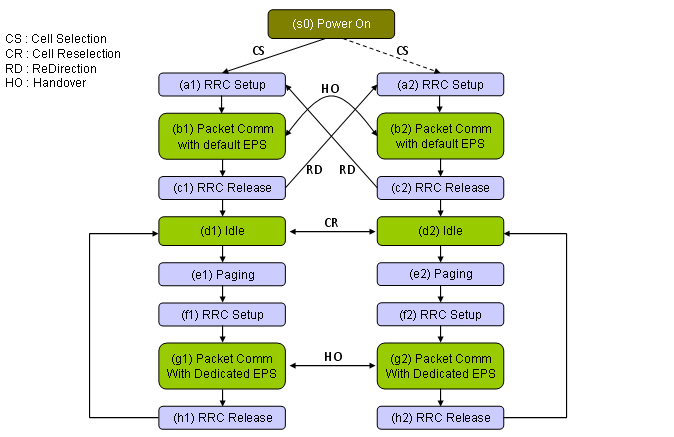 (s0) Power On
CS : Cell Selection
CR : Cell Reselection
RD : ReDirection
HO : Handover
CS
CS
(a1) RRC Setup
(a2) RRC Setup
HO
(b1) Packet Comm
with default EPS
(b2) Packet Comm
with default EPS
RD
RD
(c1) RRC Release
(c2) RRC Release
(d1) Idle
CR
(d2) Idle
(e1) Paging
(e2) Paging
(f1) RRC Setup
(f2) RRC Setup
(g1) Packet Comm
With Dedicated EPS
HO
(g2) Packet Comm
With Dedicated EPS
(h1) RRC Release
(h2) RRC Release